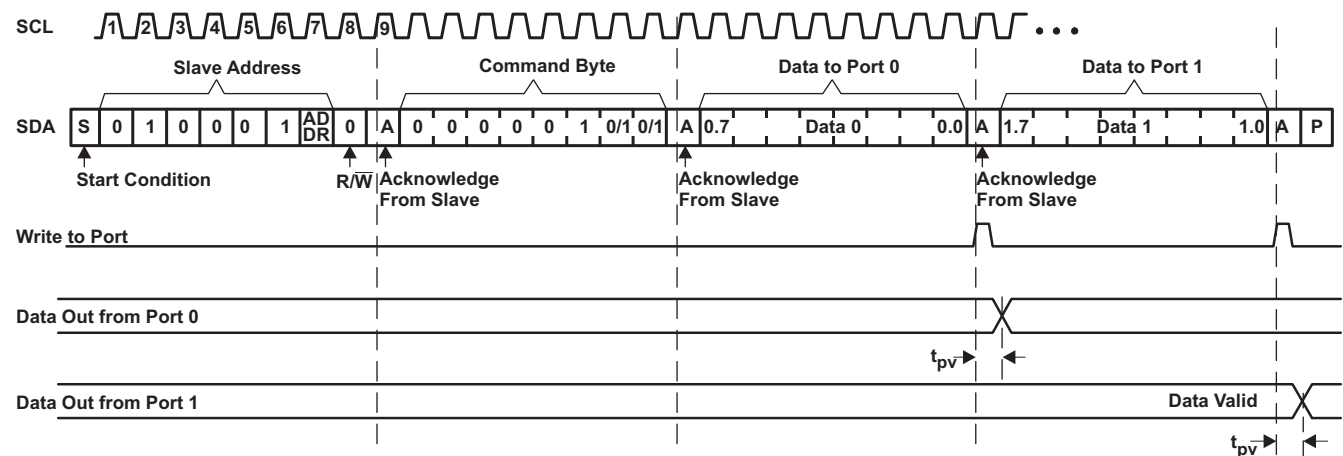 SCL 1 2 3 4 5 6 7 8 9
Slave Address Command Byte Data to Port 0 Data to Port 1
SDA S 0 1 0 0 0 1 AD DR 0 A 0 0 0 0 0 1 0/1 0/1 A 0.7 Data 0 0.0 A 1.7 Data 1 1.0 A P
Start Condition R/W Acknowledge From Slave Acknowledge From Slave Acknowledge From Slave
Write to Port
Data Out from Port 0
tpv
Data Out from Port 1 Data Valid
tpv